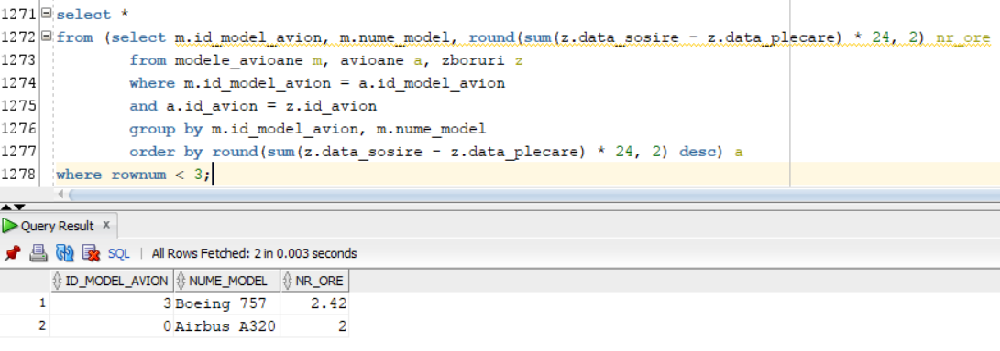 1271 select *
1272 from (select m.id_model_avion, m.nume_model, round(sum(z.data_sosire - z.data_plecare) * 24, 2) nr_ore
1273 from modele_avioane m, avioane a, zboruri z
1274 where m.id_model_avion = a.id_model_avion
1275 and a.id_avion = z.id_avion
1276 group by m.id_model_avion, m.nume_model
1277 order by round(sum(z.data_sosire - z.data_plecare) * 24, 2) desc) a
1278 where rownum < 3;
Query Result x
SQL | All Rows Fetched: 2 in 0.003 seconds
ID_MODEL_AVION NUME_MODEL NR_ORE
1 3 Boeing 757 2.42
2 0 Airbus A320 2